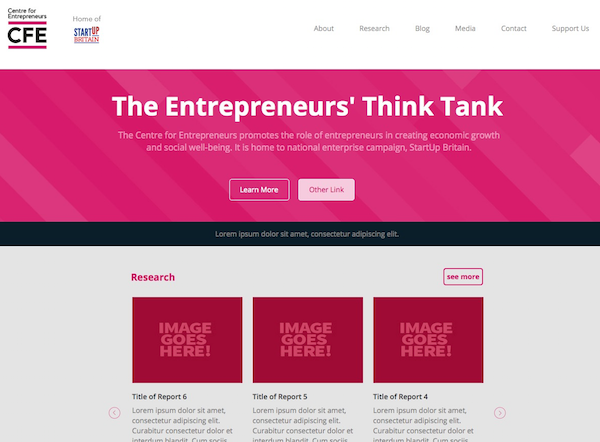 Centre for
Entrepreneurs
CFE
Home of
STARTUP
BRITAIN
About
Research
Blog
Media
Contact
Support Us
The Entrepreneurs' Think Tank
The Centre for Entrepreneurs promotes the role of entrepreneurs in creating economic growth
and social well-being. It is home to national enterprise campaign, StartUp Britain.
Learn More
Other Link
Lorem ipsum dolor sit amet, consectetur adipiscing elit.
Research
see more
IMAGE
GOES
HERE!
IMAGE
GOES
HERE!
IMAGE
GOES
HERE!
Title of Report 6
Lorem ipsum dolor sit amet,
consectetur adipiscing elit.
Curabitur consectetur dictum et
interdum blandit. Cum sociis
Title of Report 5
Lorem ipsum dolor sit amet,
consectetur adipiscing elit.
Curabitur consectetur dictum et
interdum blandit. Cum sociis
Title of Report 4
Lorem ipsum dolor sit amet,
consectetur adipiscing elit.
Curabitur consectetur dictum et
interdum blandit. Cum sociis